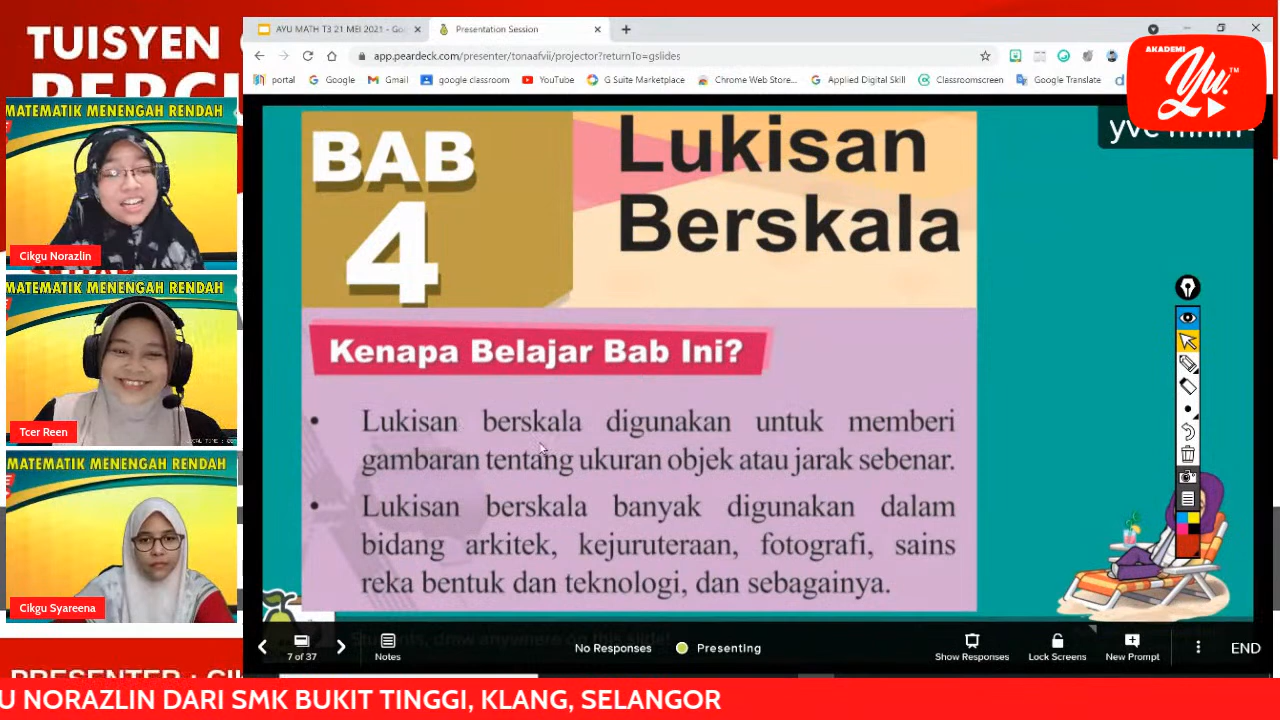 TUISYEN
MATEMATIK MENENGAH RENDAH
Cikgu Norazlin
MATEMATIK MENENGAH RENDAH
Tcer Reen
MATEMATIK MENENGAH RENDAH
Cikgu Syareena
AYU MATH T3 21 MEI 2021 - Go
Presentation Session
app.peardeck.com/presenter/tonaafvii/projector?returnTo=gslides
portal
Google
Gmail
google classroom
YouTube
G Suite Marketplace
Chrome Web Store...
Applied Digital Skill
Classroomscreen
Google Translate
AKADEMI
Yu.
TM
BAB
4
Lukisan
Berskala
Kenapa Belajar Bab Ini?
• Lukisan berskala digunakan untuk memberi
gambaran tentang ukuran objek atau jarak sebenar.
• Lukisan berskala banyak digunakan dalam
bidang arkitek, kejuruteraan, fotografi, sains
reka bentuk dan teknologi, dan sebagainya.
7 of 37
Notes
No Responses
Presenting
Show Responses
Lock Screens
New Prompt
END
U NORAZLIN DARI SMK BUKIT TINGGI, KLANG, SELANGOR